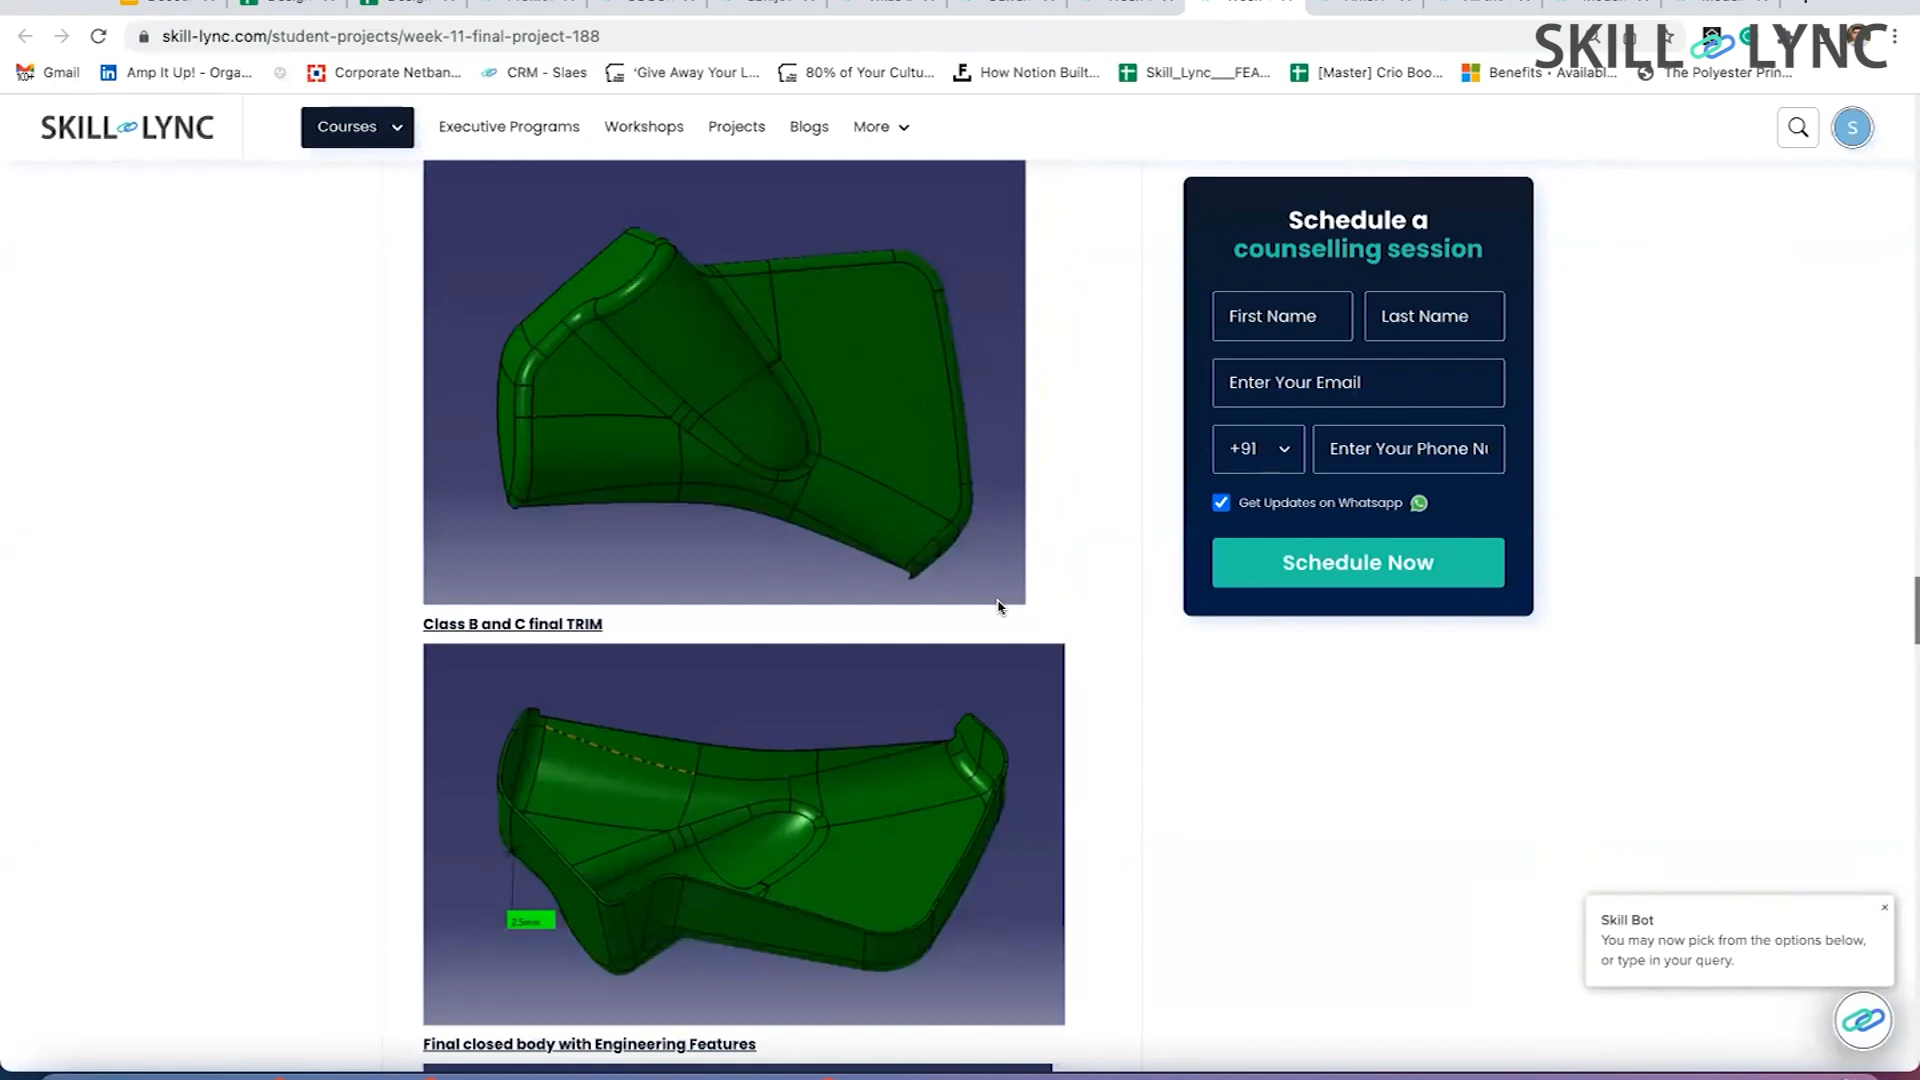 SKILL LYNC
skill-lync.com/student-projects/week-11-final-project-188
Gmail
Amp It Up! - Orga...
Corporate Netban...
CRM - Slaes
'Give Away Your L...
80% of Your Cultu...
How Notion Built...
Skill_Lync___FEA...
[Master] Crio Boo...
Benefits • Availabl...
The Polyester Prin...
SKILL LYNC
Courses
Executive Programs
Workshops
Projects
Blogs
More
S
Schedule a
counselling session
First Name
Last Name
Enter Your Email
+91
Enter Your Phone Nu
Get Updates on Whatsapp
Schedule Now
Class B and C final TRIM
Skill Bot
You may now pick from the options below,
or type in your query.
Final closed body with Engineering Features